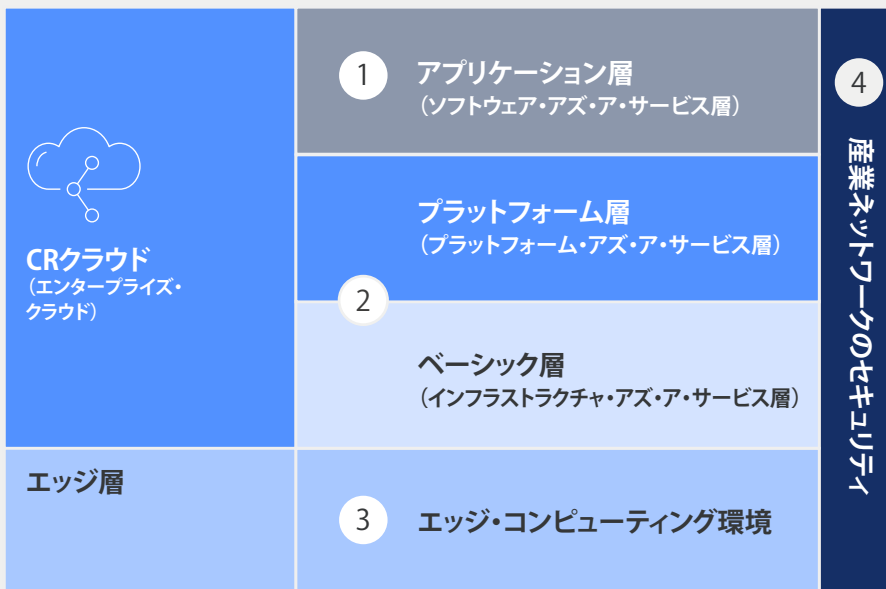 CRクラウド
（エンタープライズ・
クラウド）
1
アプリケーション層
（ソフトウェア・アズ・ア・サービス層）
プラットフォーム層
（プラットフォーム・アズ・ア・サービス層）
2
ベーシック層
（インフラストラクチャ・アズ・ア・サービス層）
エッジ層
3
エッジ・コンピューティング環境
4
産業ネットワークのセキュリティ